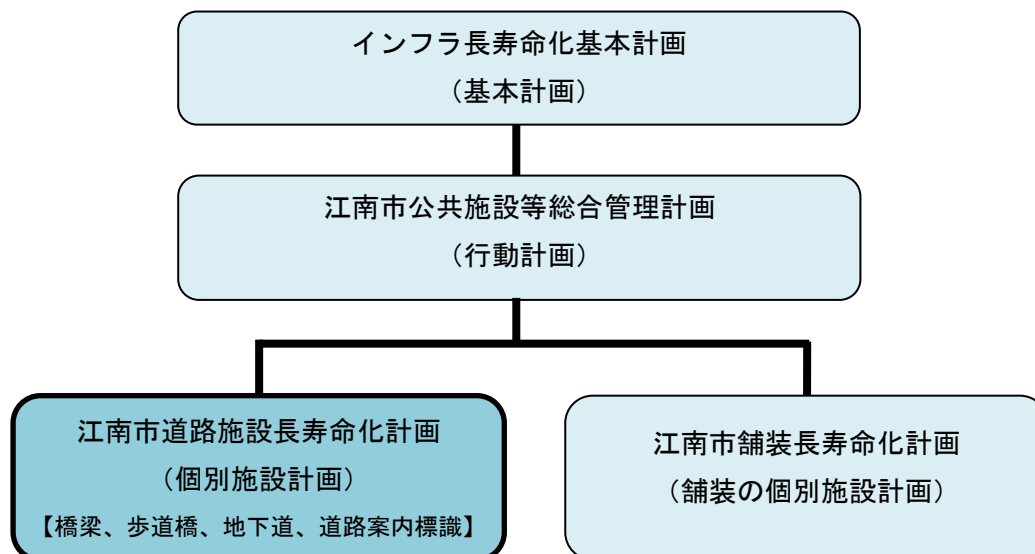 インフラ長寿命化基本計画
（基本計画）
江南市公共施設等総合管理計画
（行動計画）
江南市道路施設長寿命化計画
（個別施設計画）
【橋梁、歩道橋、地下道、道路案内標識】
江南市舗装長寿命化計画
（舗装の個別施設計画）